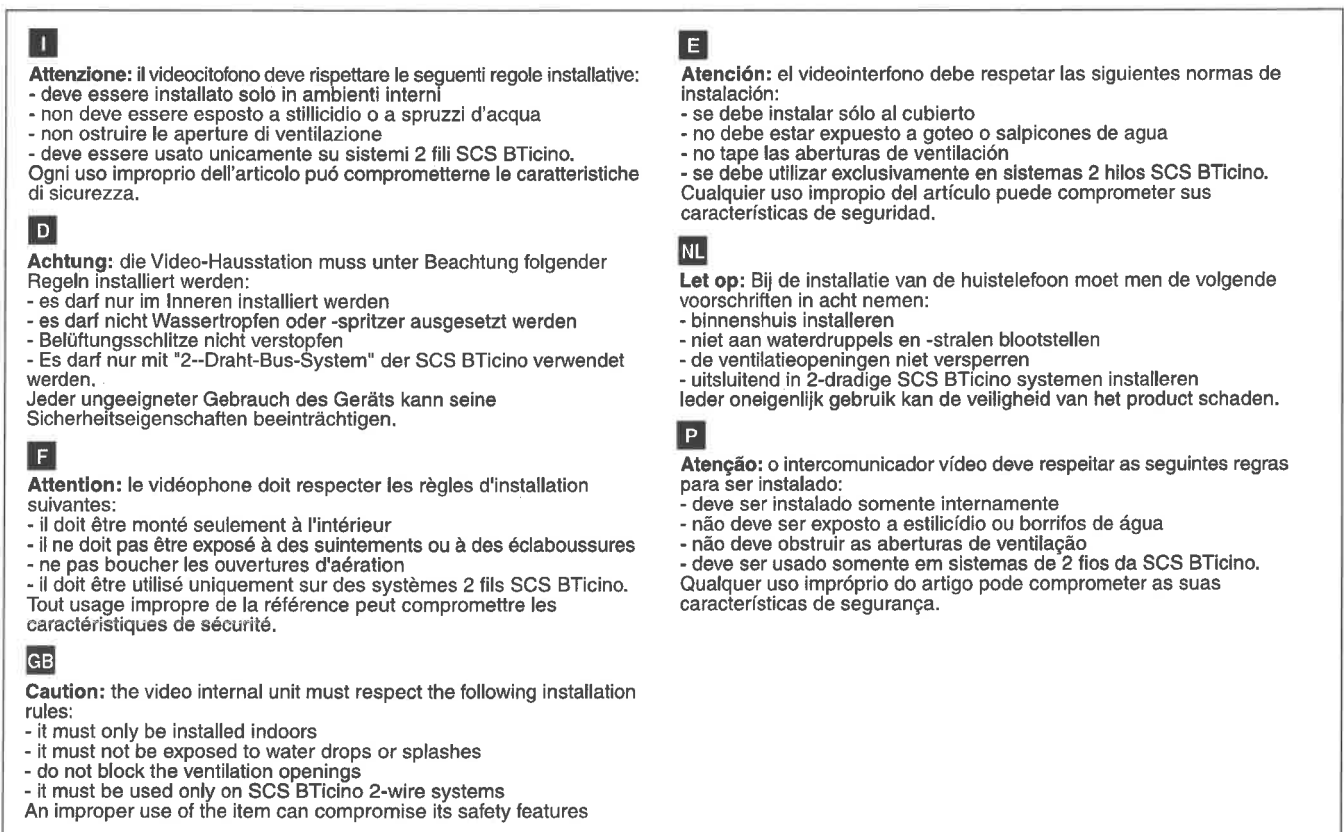 I
Attenzione: il videocitofono deve rispettare le seguenti regole installative:
- deve essere installato solo in ambienti interni
- non deve essere esposto a stillicidio o a spruzzi d'acqua
- non ostruire le aperture di ventilazione
- deve essere usato unicamente su sistemi 2 fili SCS BTicino.
Ogni uso improprio dell'articolo puó comprometterne le caratteristiche
di sicurezza.
D
Achtung: die Video-Hausstation muss unter Beachtung folgender
Regeln installiert werden:
- es darf nur im Inneren installiert werden
- es darf nicht Wassertropfen oder -spritzer ausgesetzt werden
- Belüftungsschlitze nicht verstopfen
- Es darf nur mit "2--Draht-Bus-System" der SCS BTicino verwendet
werden.
Jeder ungeeigneter Gebrauch des Geräts kann seine
Sicherheitseigenschaften beeinträchtigen.
F
Attention: le vidéophone doit respecter les règles d'installation
suivantes:
- il doit être monté seulement à l'intérieur
- il ne doit pas être exposé à des suintements ou à des éclaboussures
- ne pas boucher les ouvertures d'aération
- il doit être utilisé uniquement sur des systèmes 2 fils SCS BTicino.
Tout usage impropre de la référence peut compromettre les
caractéristiques de sécurité.
GB
Caution: the video internal unit must respect the following installation
rules:
- it must only be installed indoors
- it must not be exposed to water drops or splashes
- do not block the ventilation openings
- it must be used only on SCS BTicino 2-wire systems
An improper use of the item can compromise its safety features
E
Atención: el videointerfono debe respetar las siguientes normas de
instalación:
- se debe instalar sólo al cubierto
- no debe estar expuesto a goteo o salpicones de agua
- no tape las aberturas de ventilación
- se debe utilizar exclusivamente en sistemas 2 hilos SCS BTicino.
Cualquier uso impropio del artículo puede comprometer sus
características de seguridad.
NL
Let op: Bij de installatie van de huistelefoon moet men de volgende
voorschriften in acht nemen:
- binnenshuis installeren
- niet aan waterdruppels en -stralen blootstellen
- de ventilatieopeningen niet versperren
- uitsluitend in 2-dradige SCS BTicino systemen installeren
Ieder oneigenlijk gebruik kan de veiligheid van het product schaden.
P
Atenção: o intercomunicador vídeo deve respeitar as seguintes regras
para ser instalado:
- deve ser instalado somente internamente
- não deve ser exposto a estilicídio ou borrifos de água
- não deve obstruir as aberturas de ventilação
- deve ser usado somente em sistemas de 2 fios da SCS BTicino.
Qualquer uso impróprio do artigo pode comprometer as suas
características de segurança.